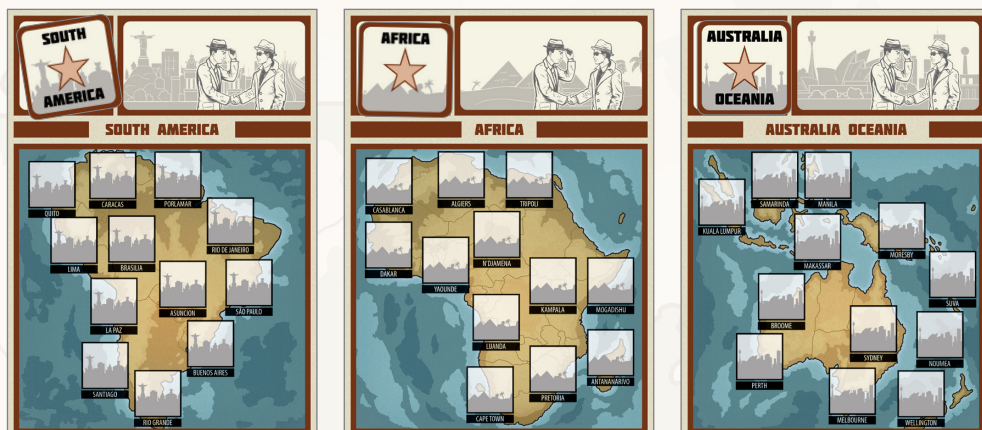 SOUTH
AMERICA
SOUTH AMERICA
QUITO
CARACAS
PORLAMAR
RIO DE JANEIRO
LIMA
BRASILIA
ASUNCION
SÃO PAULO
LA PAZ
BUENOS AIRES
SANTIAGO
RIO GRANDE
AFRICA
AFRICA
CASABLANCA
ALGIERS
TRIPOLI
DAKAR
YAOUNDE
N'DJAMENA
KAMPALA
MOGADISHU
LUANDA
ANTANANARIVO
PRETORIA
CAPE TOWN
AUSTRALIA
OCEANIA
AUSTRALIA OCEANIA
KUALA LUMPUR
SAMARINDA
MANILA
MAKASSAR
MORESBY
SUVA
BROOME
SYDNEY
NOUMEA
PERTH
MELBOURNE
WELLINGTON